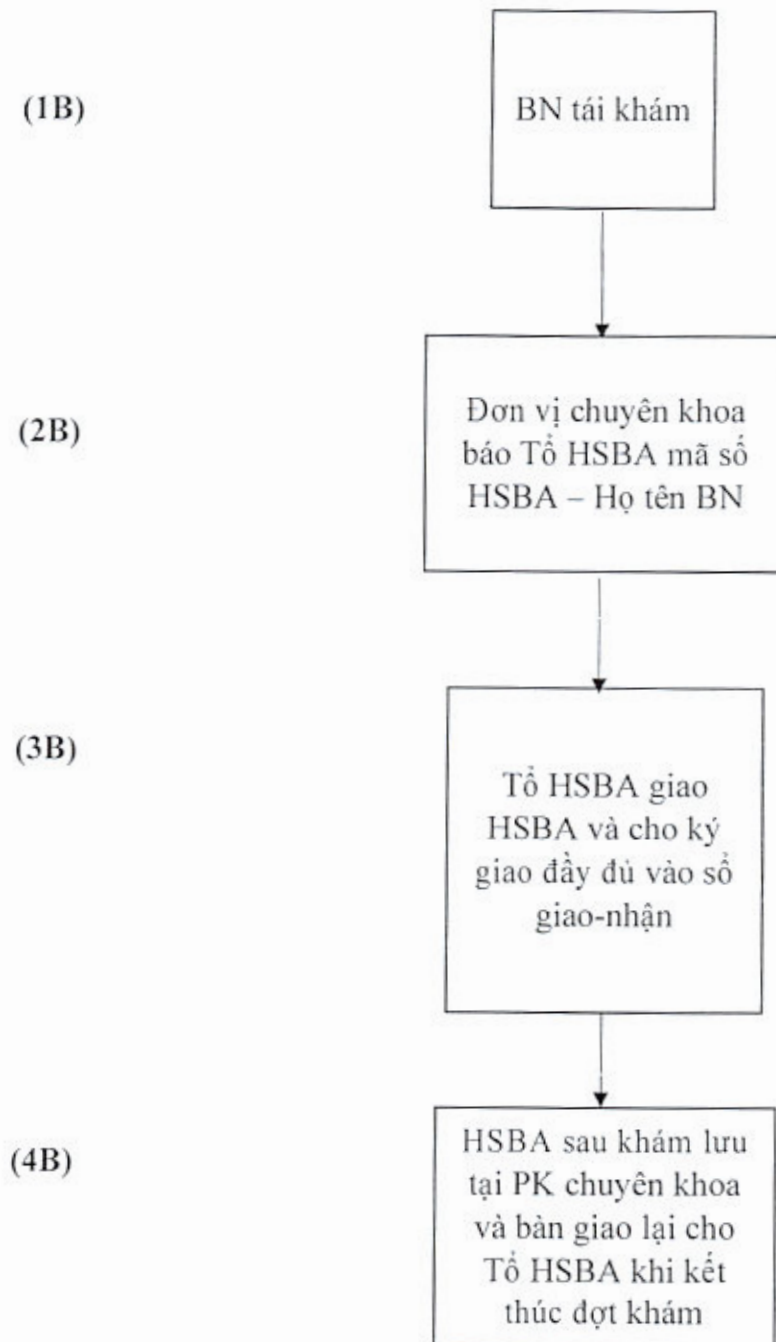 (1B)
BN tái khám
(2B)
Đơn vị chuyên khoa
báo Tổ HSBA mã số
HSBA – Họ tên BN
(3B)
Tổ HSBA giao
HSBA và cho ký
giao đầy đủ vào sổ
giao-nhận
(4B)
HSBA sau khám lưu
tại PK chuyên khoa
và bàn giao lại cho
Tổ HSBA khi kết
thúc đợt khám